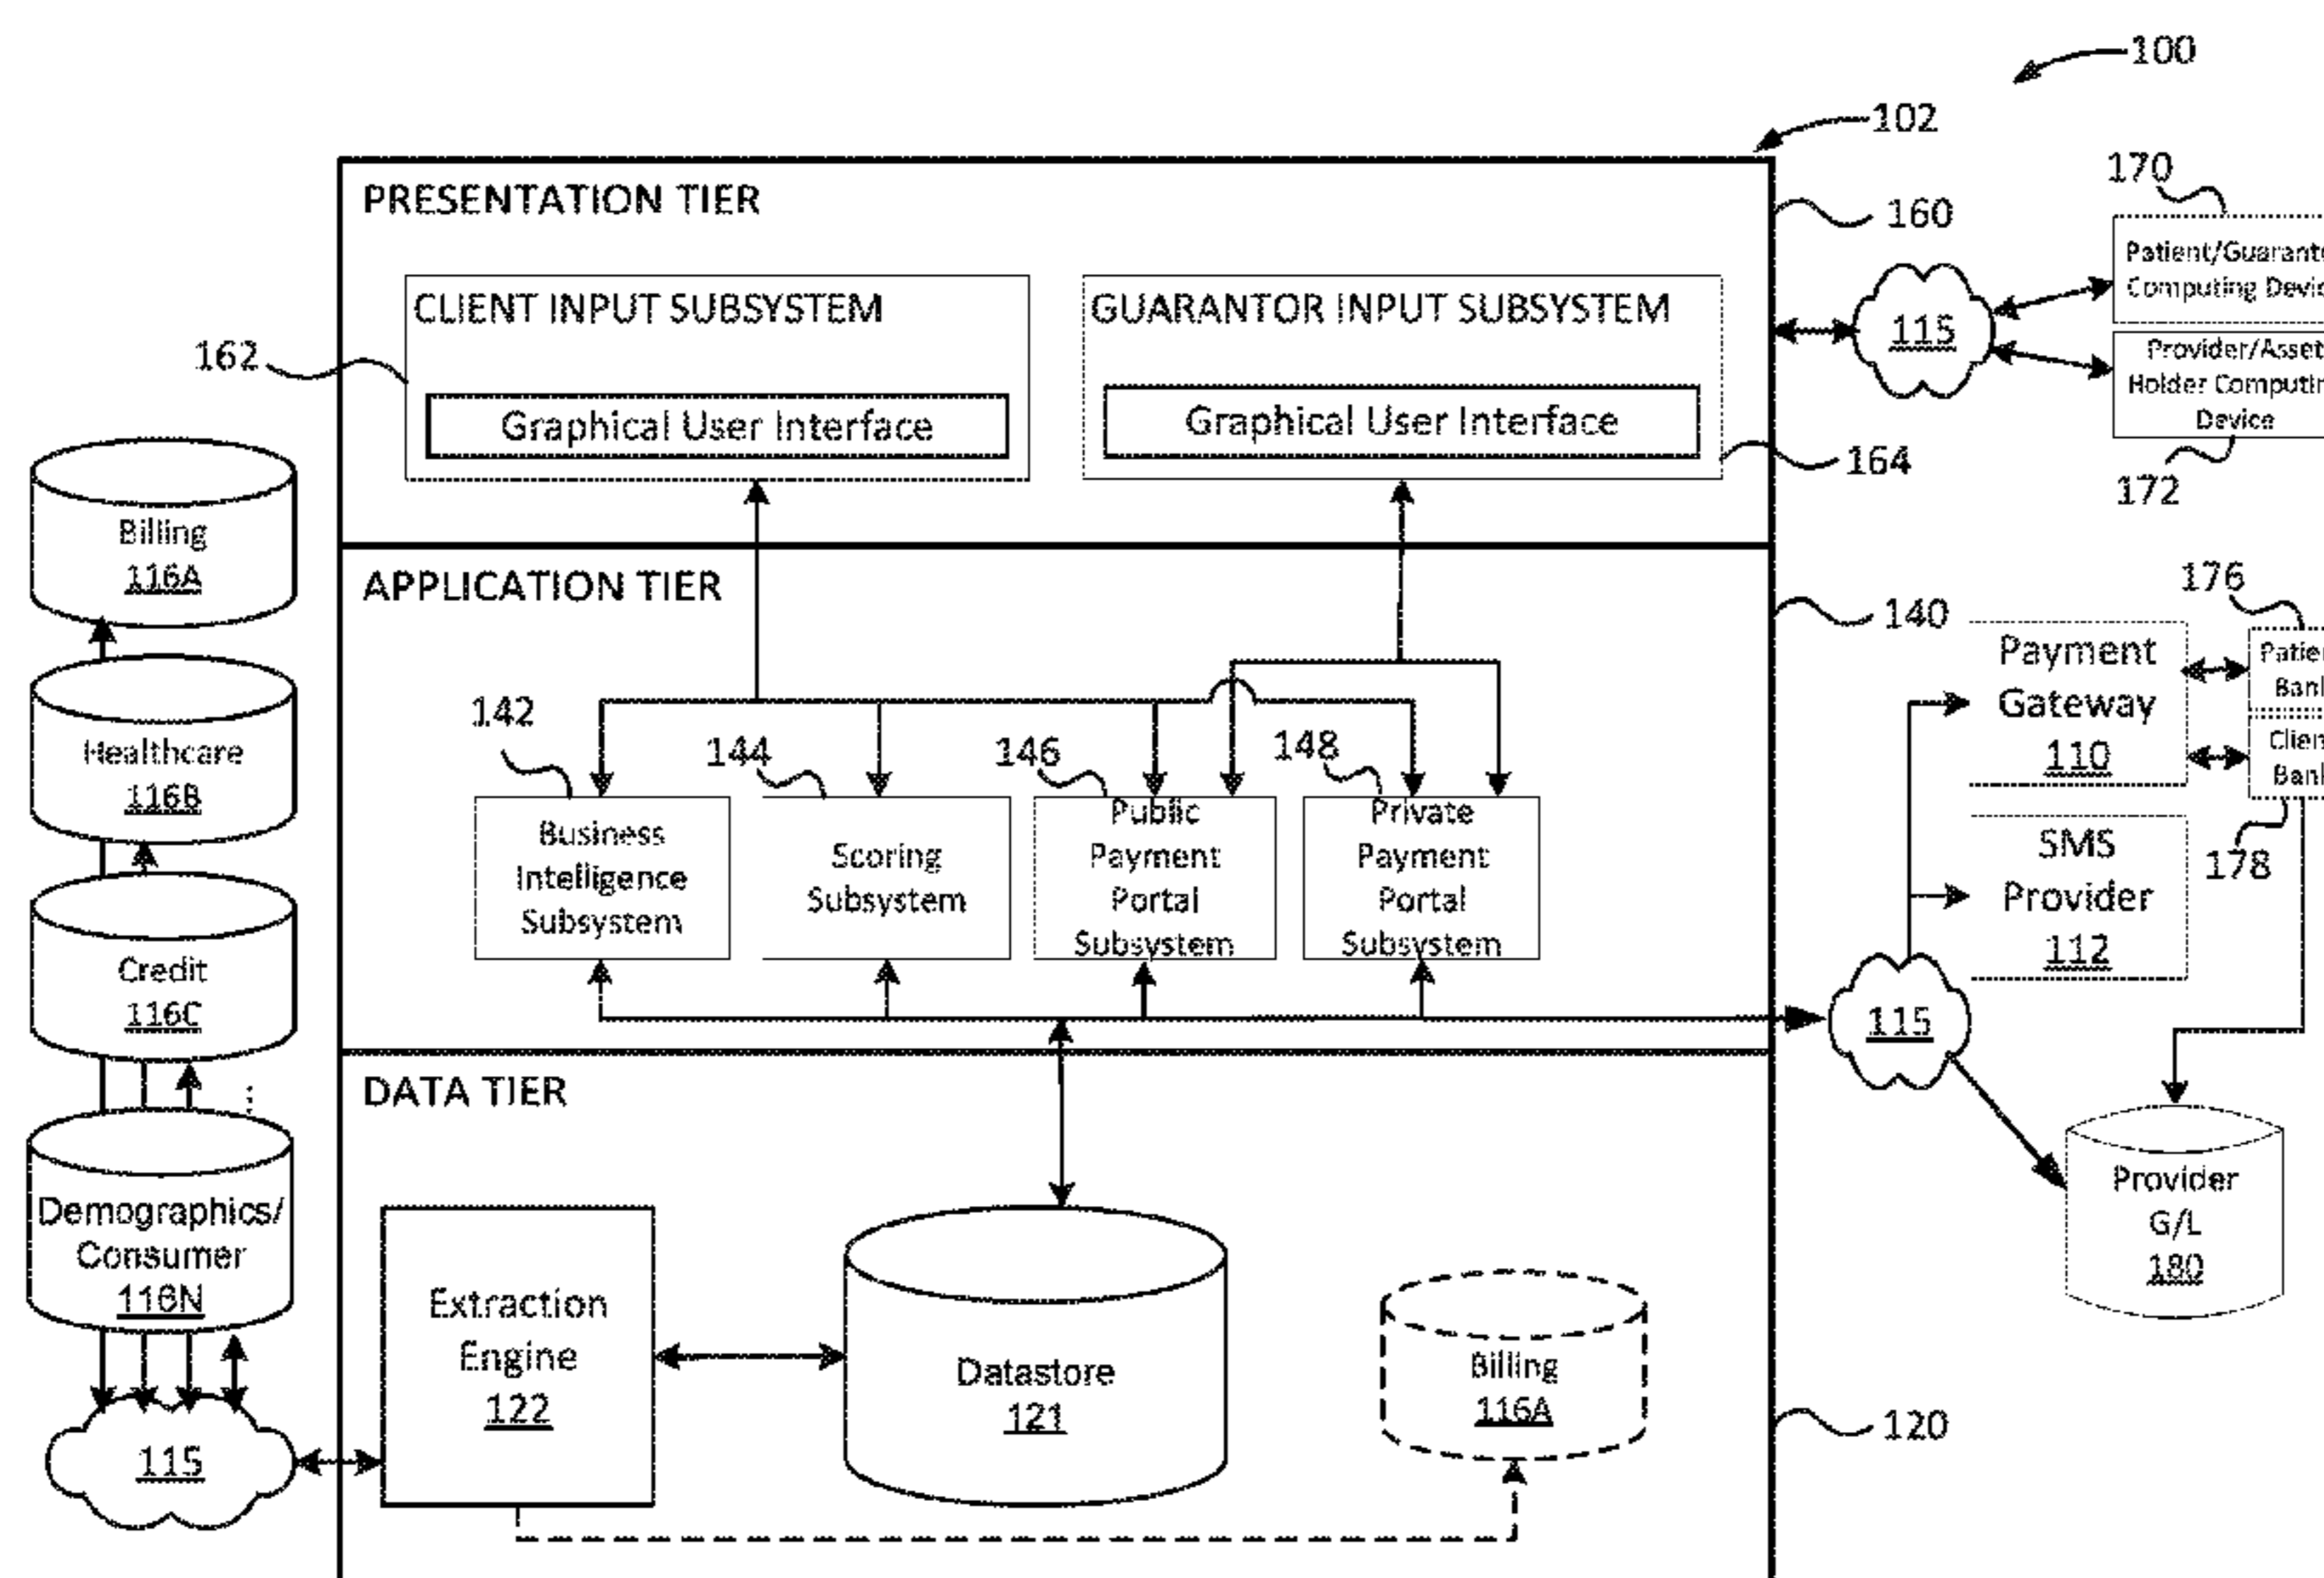 100
102
PRESENTATION TIER
160
170
CLIENT INPUT SUBSYSTEM
Graphical User Interface
162
GUARANTOR INPUT SUBSYSTEM
Graphical User Interface
164
115
Patient/Guarant
Computing Devic
Provider/Asset
Holder Computin
Device
172
Billing
116A
Healthcare
116B
Credit
116C
⋮
Demographics/
Consumer
116N
115
APPLICATION TIER
140
142
144
146
148
Business
Intelligence
Subsystem
Scoring
Subsystem
Public
Payment
Portal
Subsystem
Private
Payment
Portal
Subsystem
176
Payment
Gateway
110
Patie
Ban
Clien
Ban
178
SMS
Provider
112
115
Provider
G/L
180
DATA TIER
Extraction
Engine
122
Datastore
121
Billing
116A
120